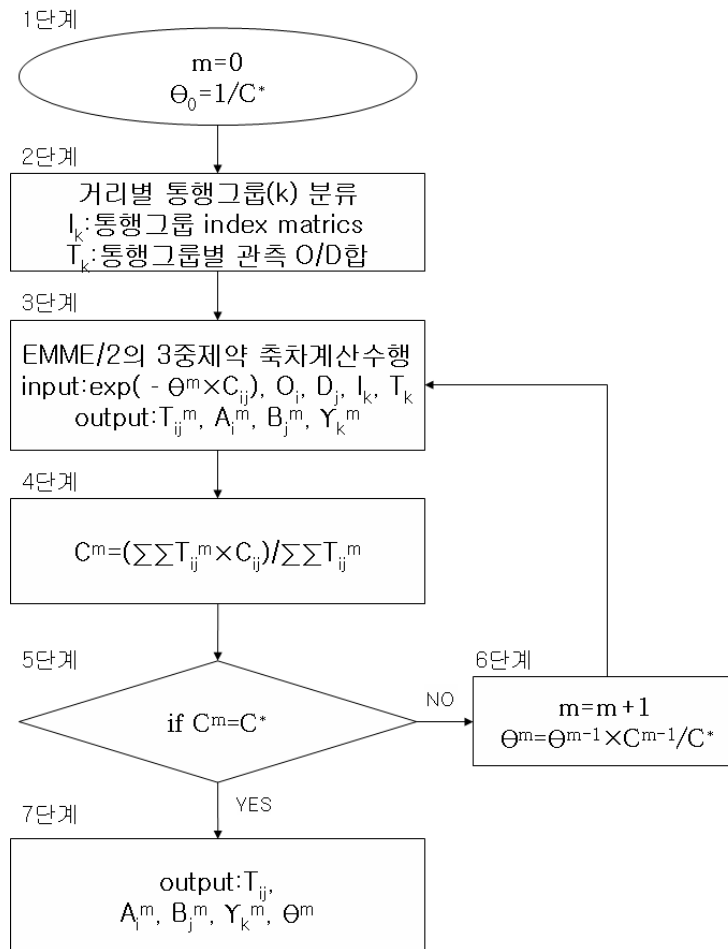 1단계
m=0
Θ₀=1/C*
2단계
거리별 통행그룹(k) 분류
Iₖ:통행그룹 index matrics
Tₖ:통행그룹별 관측 O/D합
3단계
EMME/2의 3중제약 축차계산수행
input:exp( - Θᵐ×Cᵢⱼ), Oᵢ, Dⱼ, Iₖ, Tₖ
output:Tᵢⱼᵐ, Aᵢᵐ, Bⱼᵐ, Υₖᵐ
4단계
Cᵐ=(∑∑Tᵢⱼᵐ×Cᵢⱼ)/∑∑Tᵢⱼᵐ
5단계
if Cᵐ=C*
NO
6단계
m=m+1
Θᵐ=Θᵐ⁻¹×Cᵐ⁻¹/C*
YES
7단계
output:Tᵢⱼ,
Aᵢᵐ, Bⱼᵐ, Υₖᵐ, Θᵐ